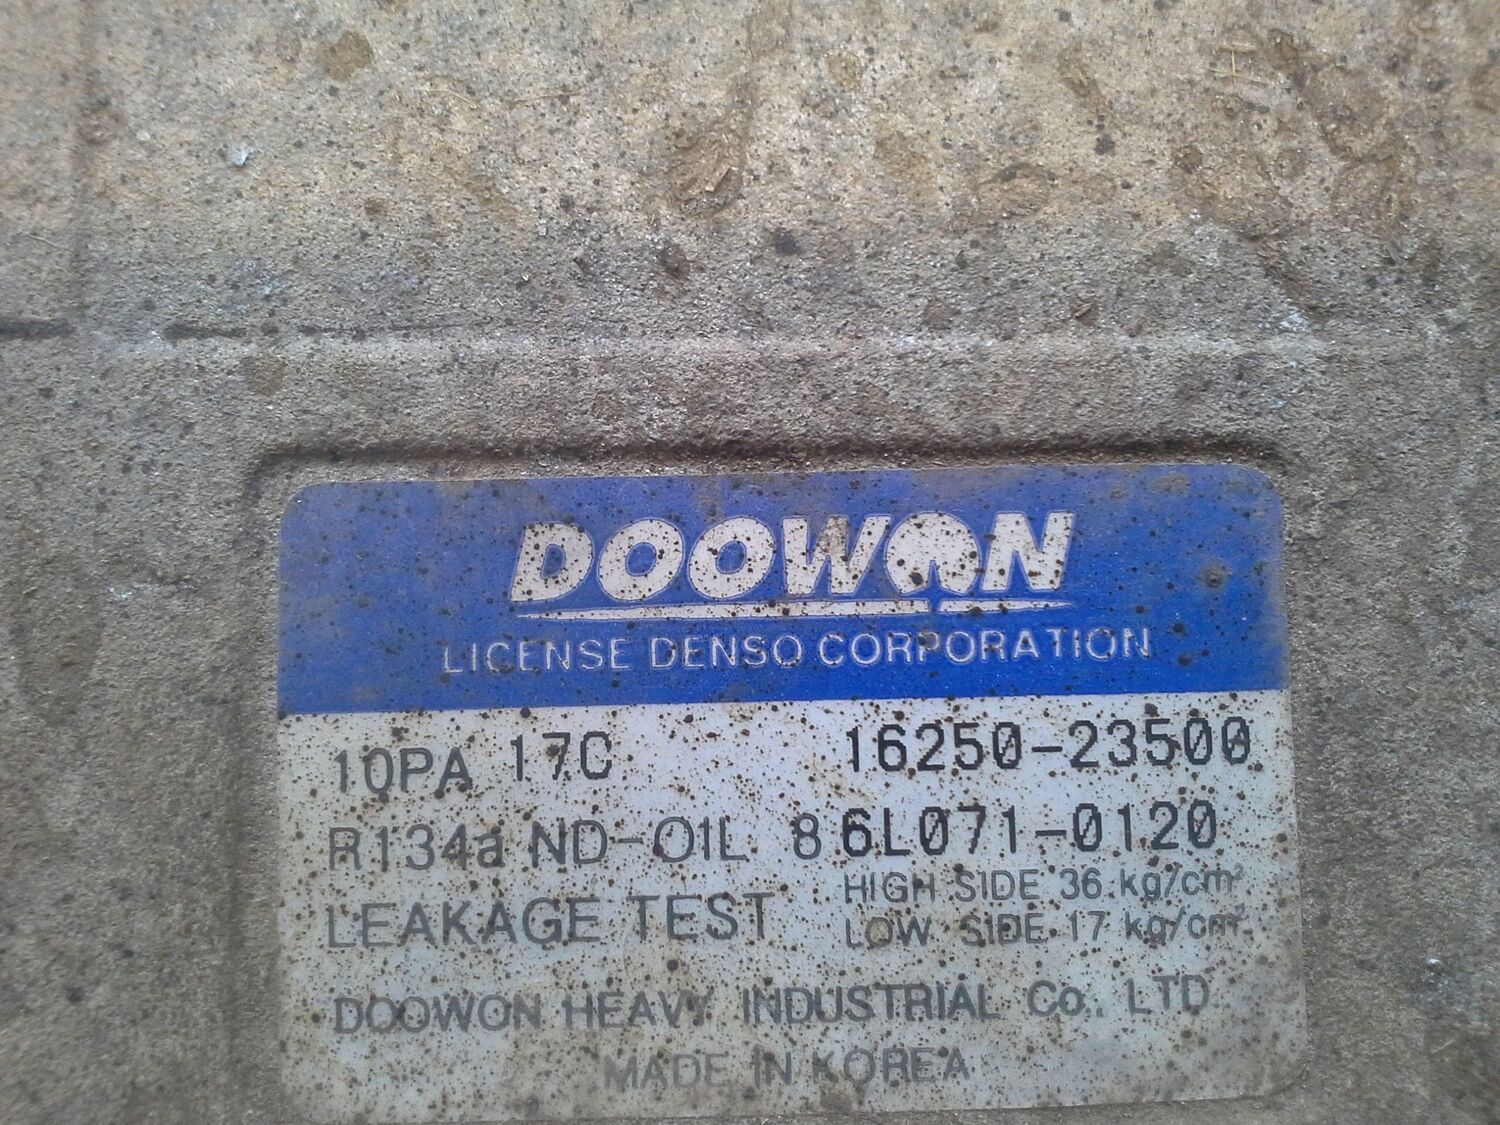 DOOWON
LICENSE DENSO CORPORATION
10PA 17C 16250-23500
R134a ND-OIL 8 6L071-0120
LEAKAGE TEST HIGH SIDE 36 kg/cm²
LOW SIDE 17 kg/cm²
DOOWON HEAVY INDUSTRIAL Co., LTD
MADE IN KOREA